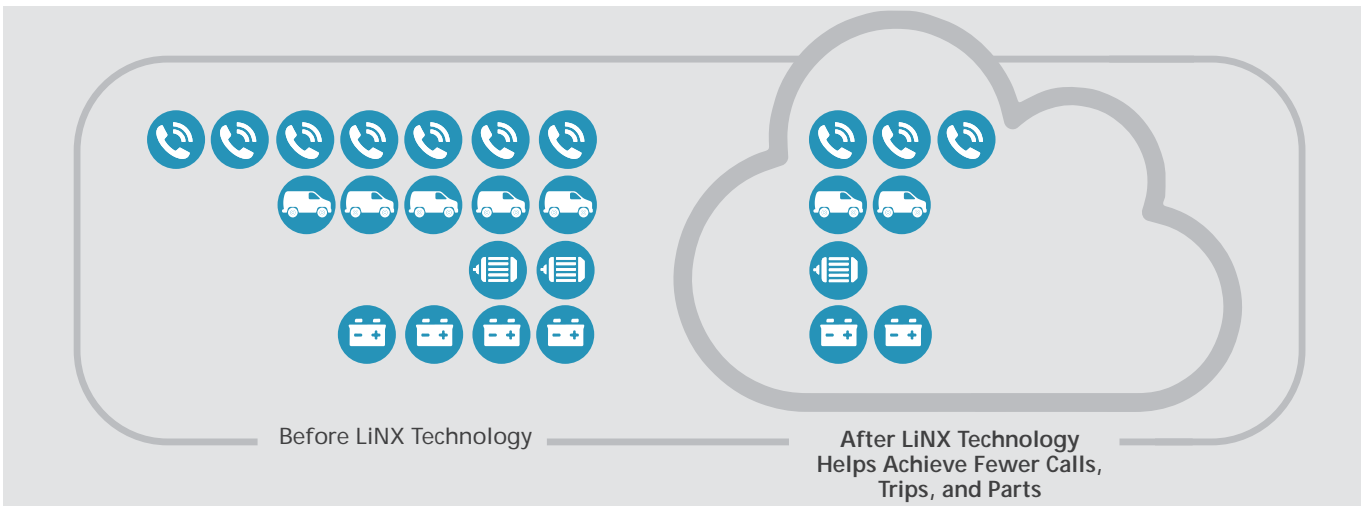 Before LiNX Technology
After LiNX Technology
Helps Achieve Fewer Calls,
Trips, and Parts